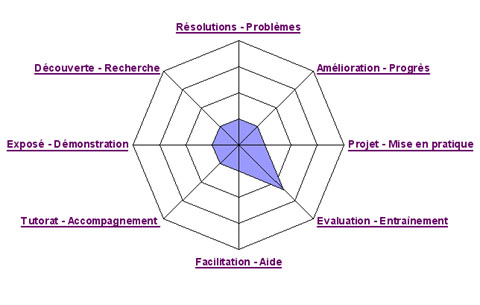 Résolutions - Problèmes
Découverte - Recherche
Amélioration - Progrès
Exposé - Démonstration
Projet - Mise en pratique
Tutorat - Accompagnement
Evaluation - Entraînement
Facilitation - Aide